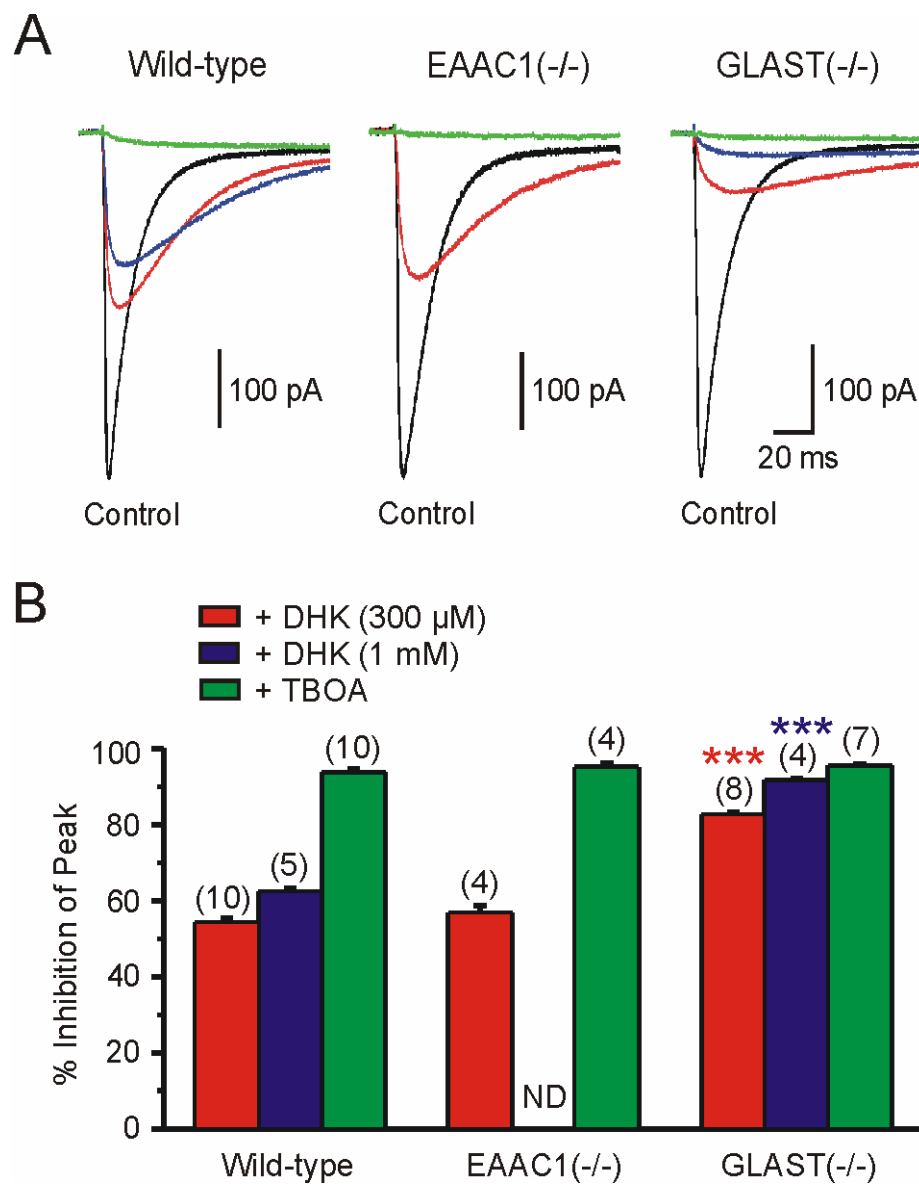 A
Wild-type
EAAC1(-/-)
GLAST(-/-)
100 pA
100 pA
100 pA
20 ms
Control
Control
Control
B
+ DHK (300 µM)
+ DHK (1 mM)
+ TBOA
% Inhibition of Peak
100
80
60
40
20
0
(10)
(5)
(10)
(4)
ND
(4)
***
(8)
***
(4)
(7)
Wild-type
EAAC1(-/-)
GLAST(-/-)